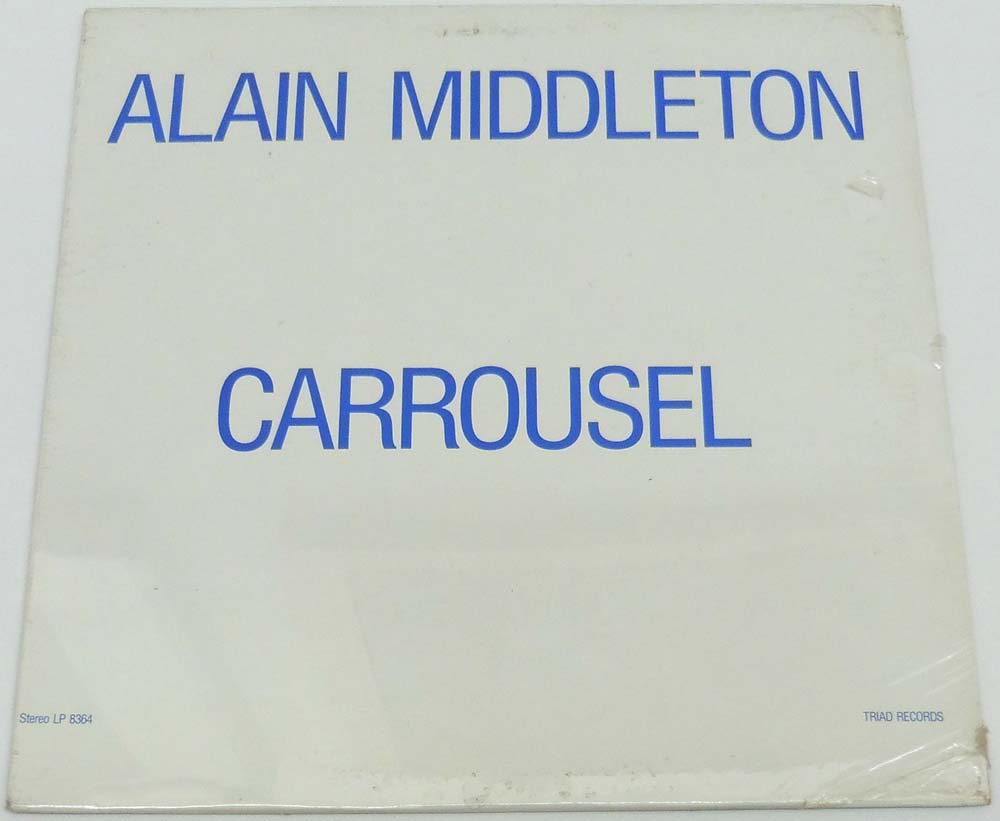 ALAIN MIDDLETON
CARROUSEL
Stereo LP 8364
TRIAD RECORDS